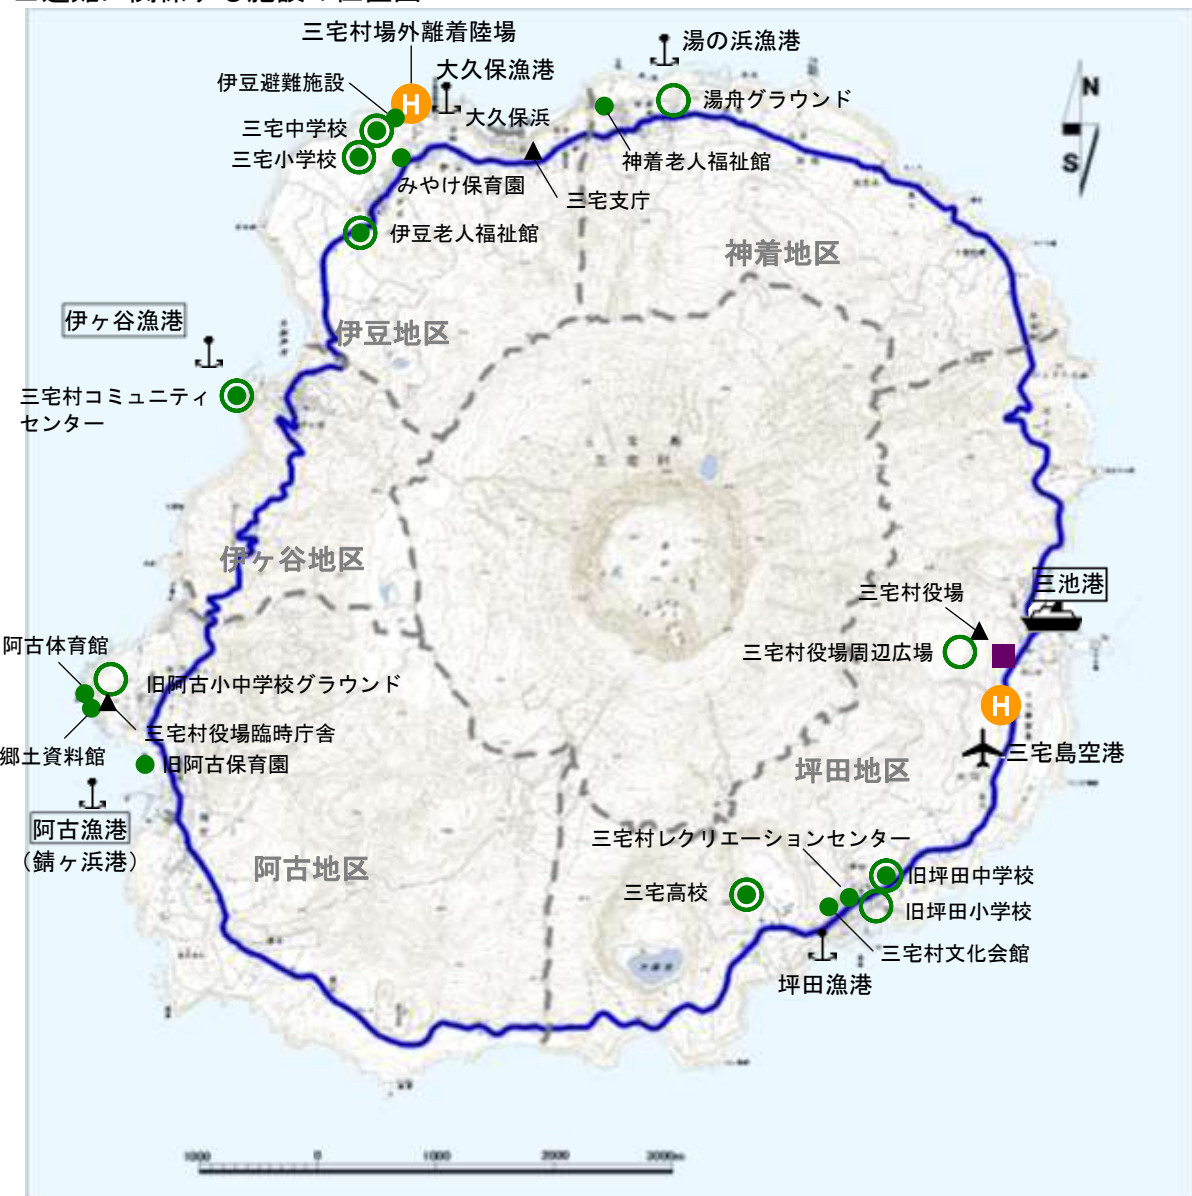 三宅村場外離着陸場
湯の浜漁港
大久保漁港
伊豆避難施設
H
湯舟グラウンド
大久保浜
三宅中学校
三宅小学校
神着老人福祉館
みやけ保育園
三宅支庁
伊豆老人福祉館
神着地区
N
S
伊ヶ谷漁港
伊豆地区
三宅村コミュニティ
センター
伊ヶ谷地区
三池港
三宅村役場
三宅村役場周辺広場
阿古体育館
旧阿古小中学校グラウンド
H
三宅村役場臨時庁舎
郷土資料館
旧阿古保育園
三宅島空港
坪田地区
阿古漁港
(錆ヶ浜港)
阿古地区
三宅村レクリエーションセンター
旧坪田中学校
三宅高校
旧坪田小学校
三宅村文化会館
坪田漁港
1000 0 1000 2000 3000m